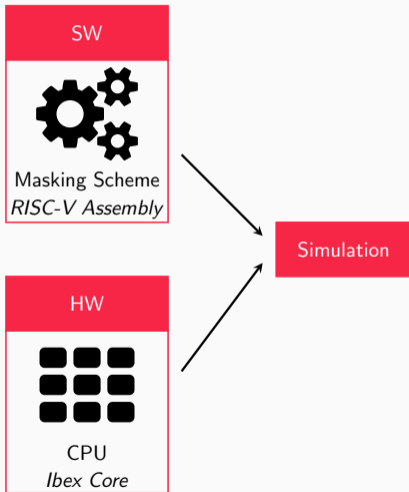 SW
Masking Scheme
RISC-V Assembly
Simulation
HW
CPU
Ibex Core